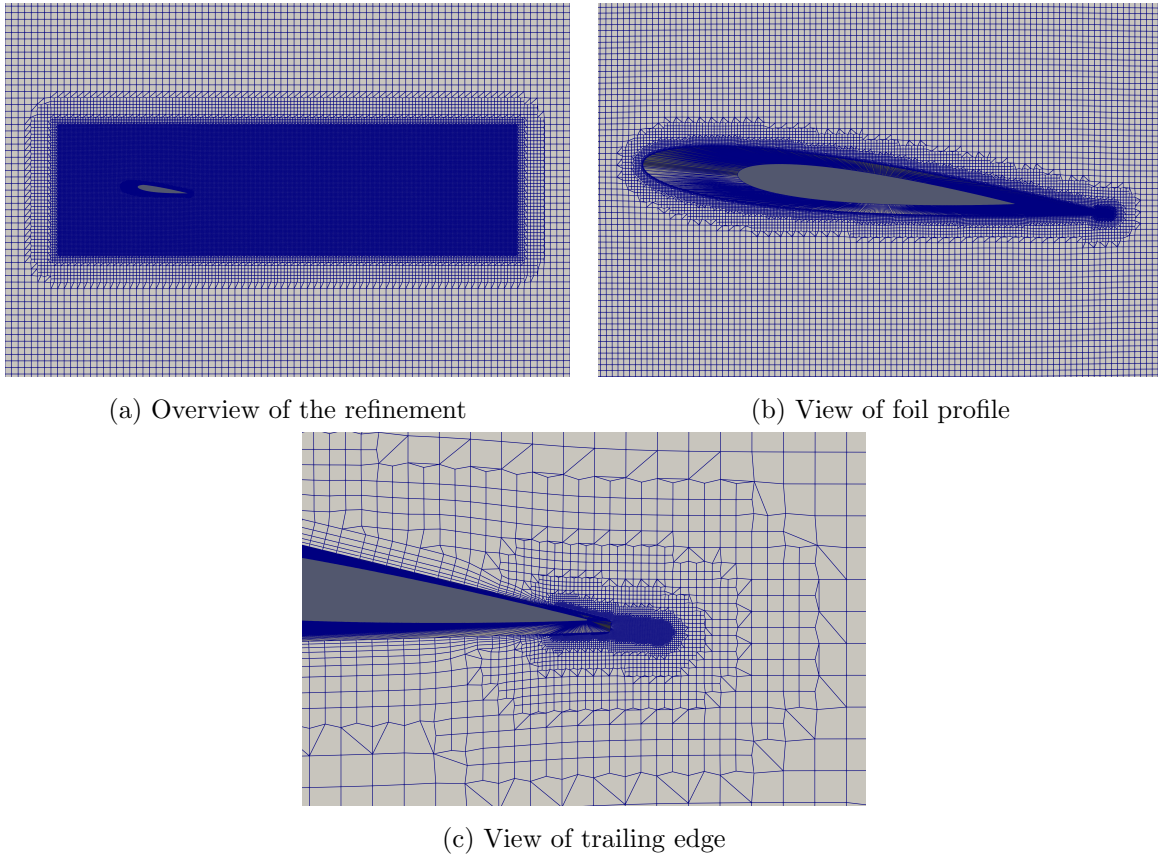 (a) Overview of the refinement
(b) View of foil profile
(c) View of trailing edge